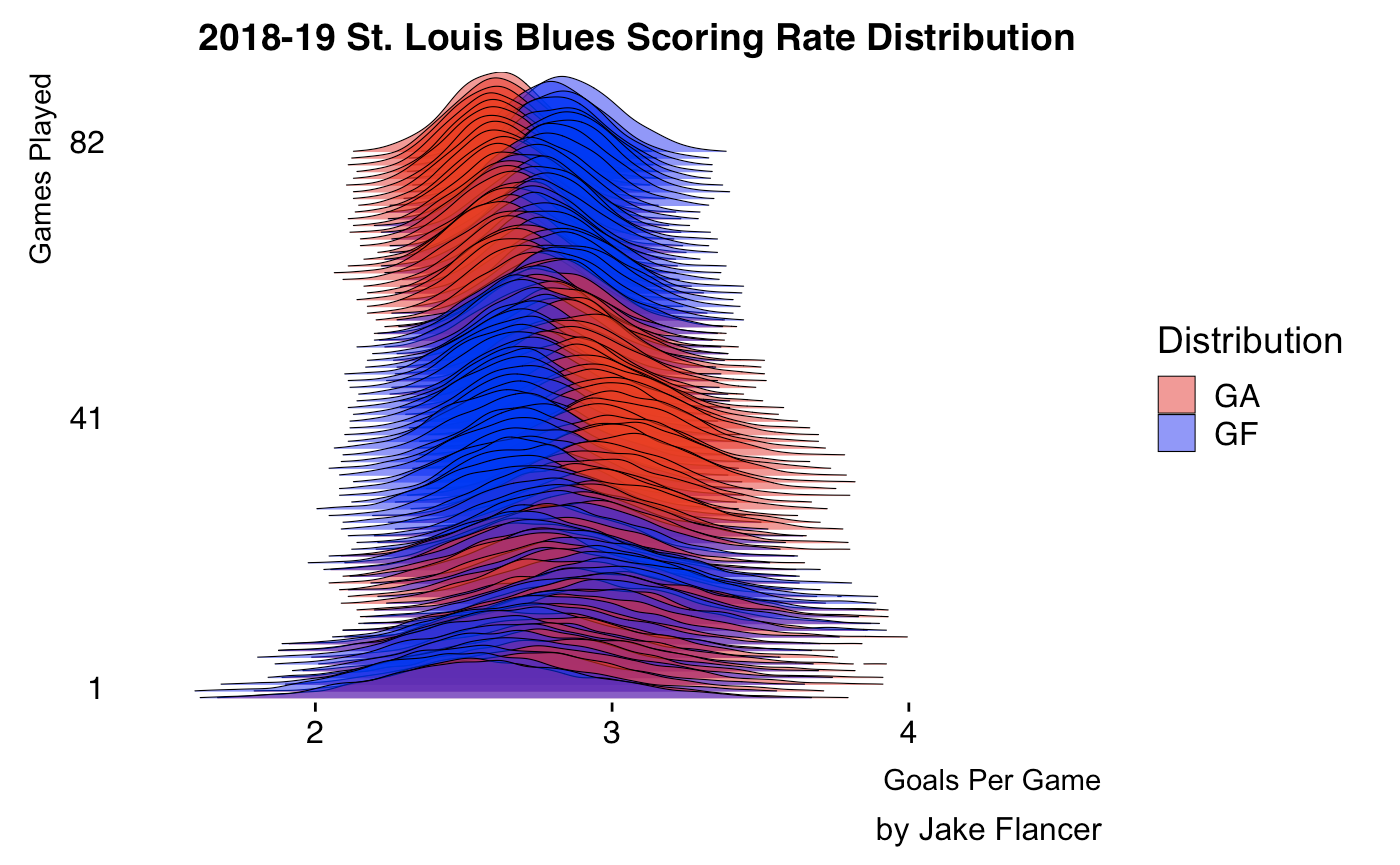 2018-19 St. Louis Blues Scoring Rate Distribution
Games Played
82
41
1
2 3 4
Goals Per Game
by Jake Flancer
Distribution
GA
GF